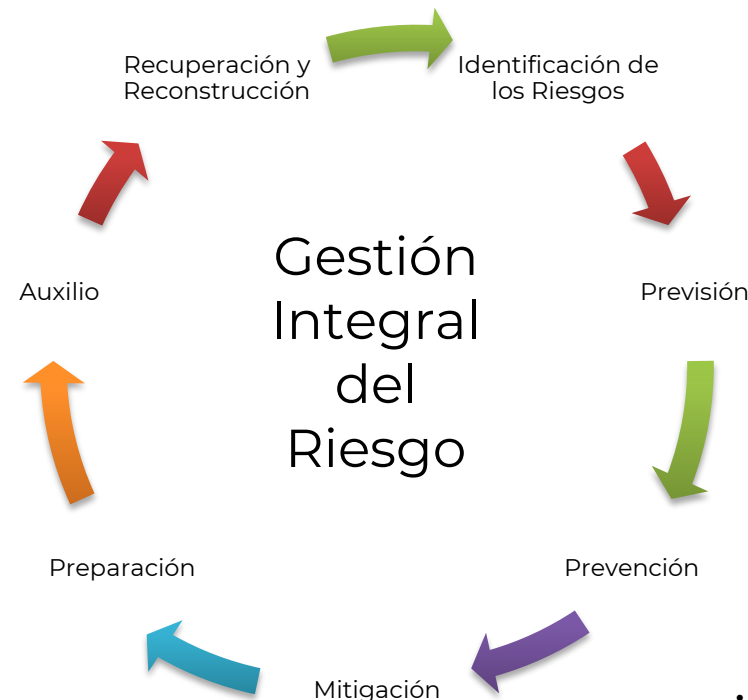 Recuperación y
Reconstrucción
Identificación de
los Riesgos
Gestión
Integral
del
Riesgo
Auxilio
Previsión
Preparación
Prevención
Mitigación